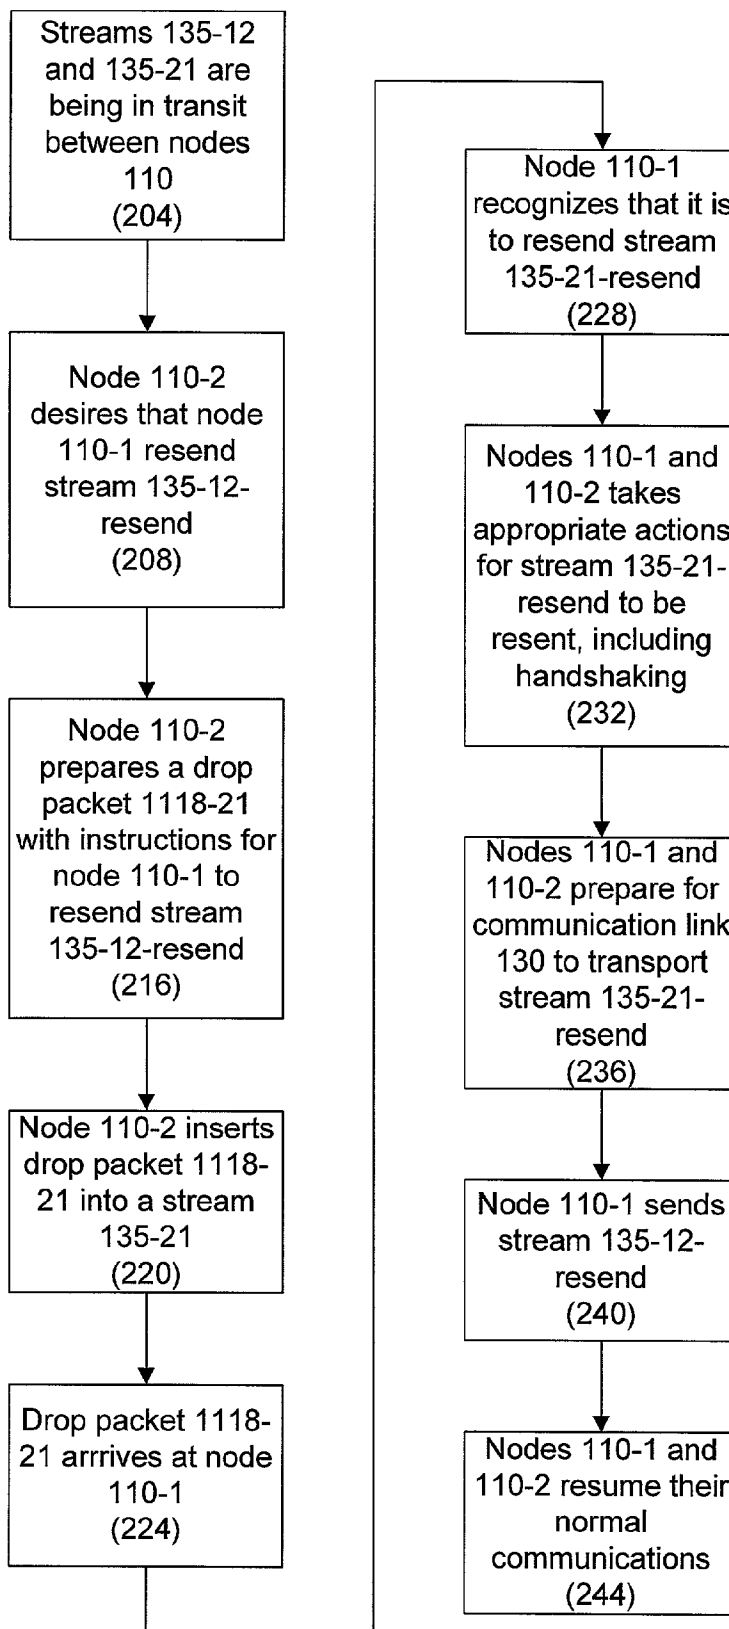 Streams 135-12
and 135-21 are
being in transit
between nodes
110
(204)
Node 110-2
desires that node
110-1 resend
stream 135-12-
resend
(208)
Node 110-2
prepares a drop
packet 1118-21
with instructions for
node 110-1 to
resend stream
135-12-resend
(216)
Node 110-2 inserts
drop packet 1118-
21 into a stream
135-21
(220)
Drop packet 1118-
21 arrrives at node
110-1
(224)
Node 110-1
recognizes that it is
to resend stream
135-21-resend
(228)
Nodes 110-1 and
110-2 takes
appropriate actions
for stream 135-21-
resend to be
resent, including
handshaking
(232)
Nodes 110-1 and
110-2 prepare for
communication link
130 to transport
stream 135-21-
resend
(236)
Node 110-1 sends
stream 135-12-
resend
(240)
Nodes 110-1 and
110-2 resume their
normal
communications
(244)